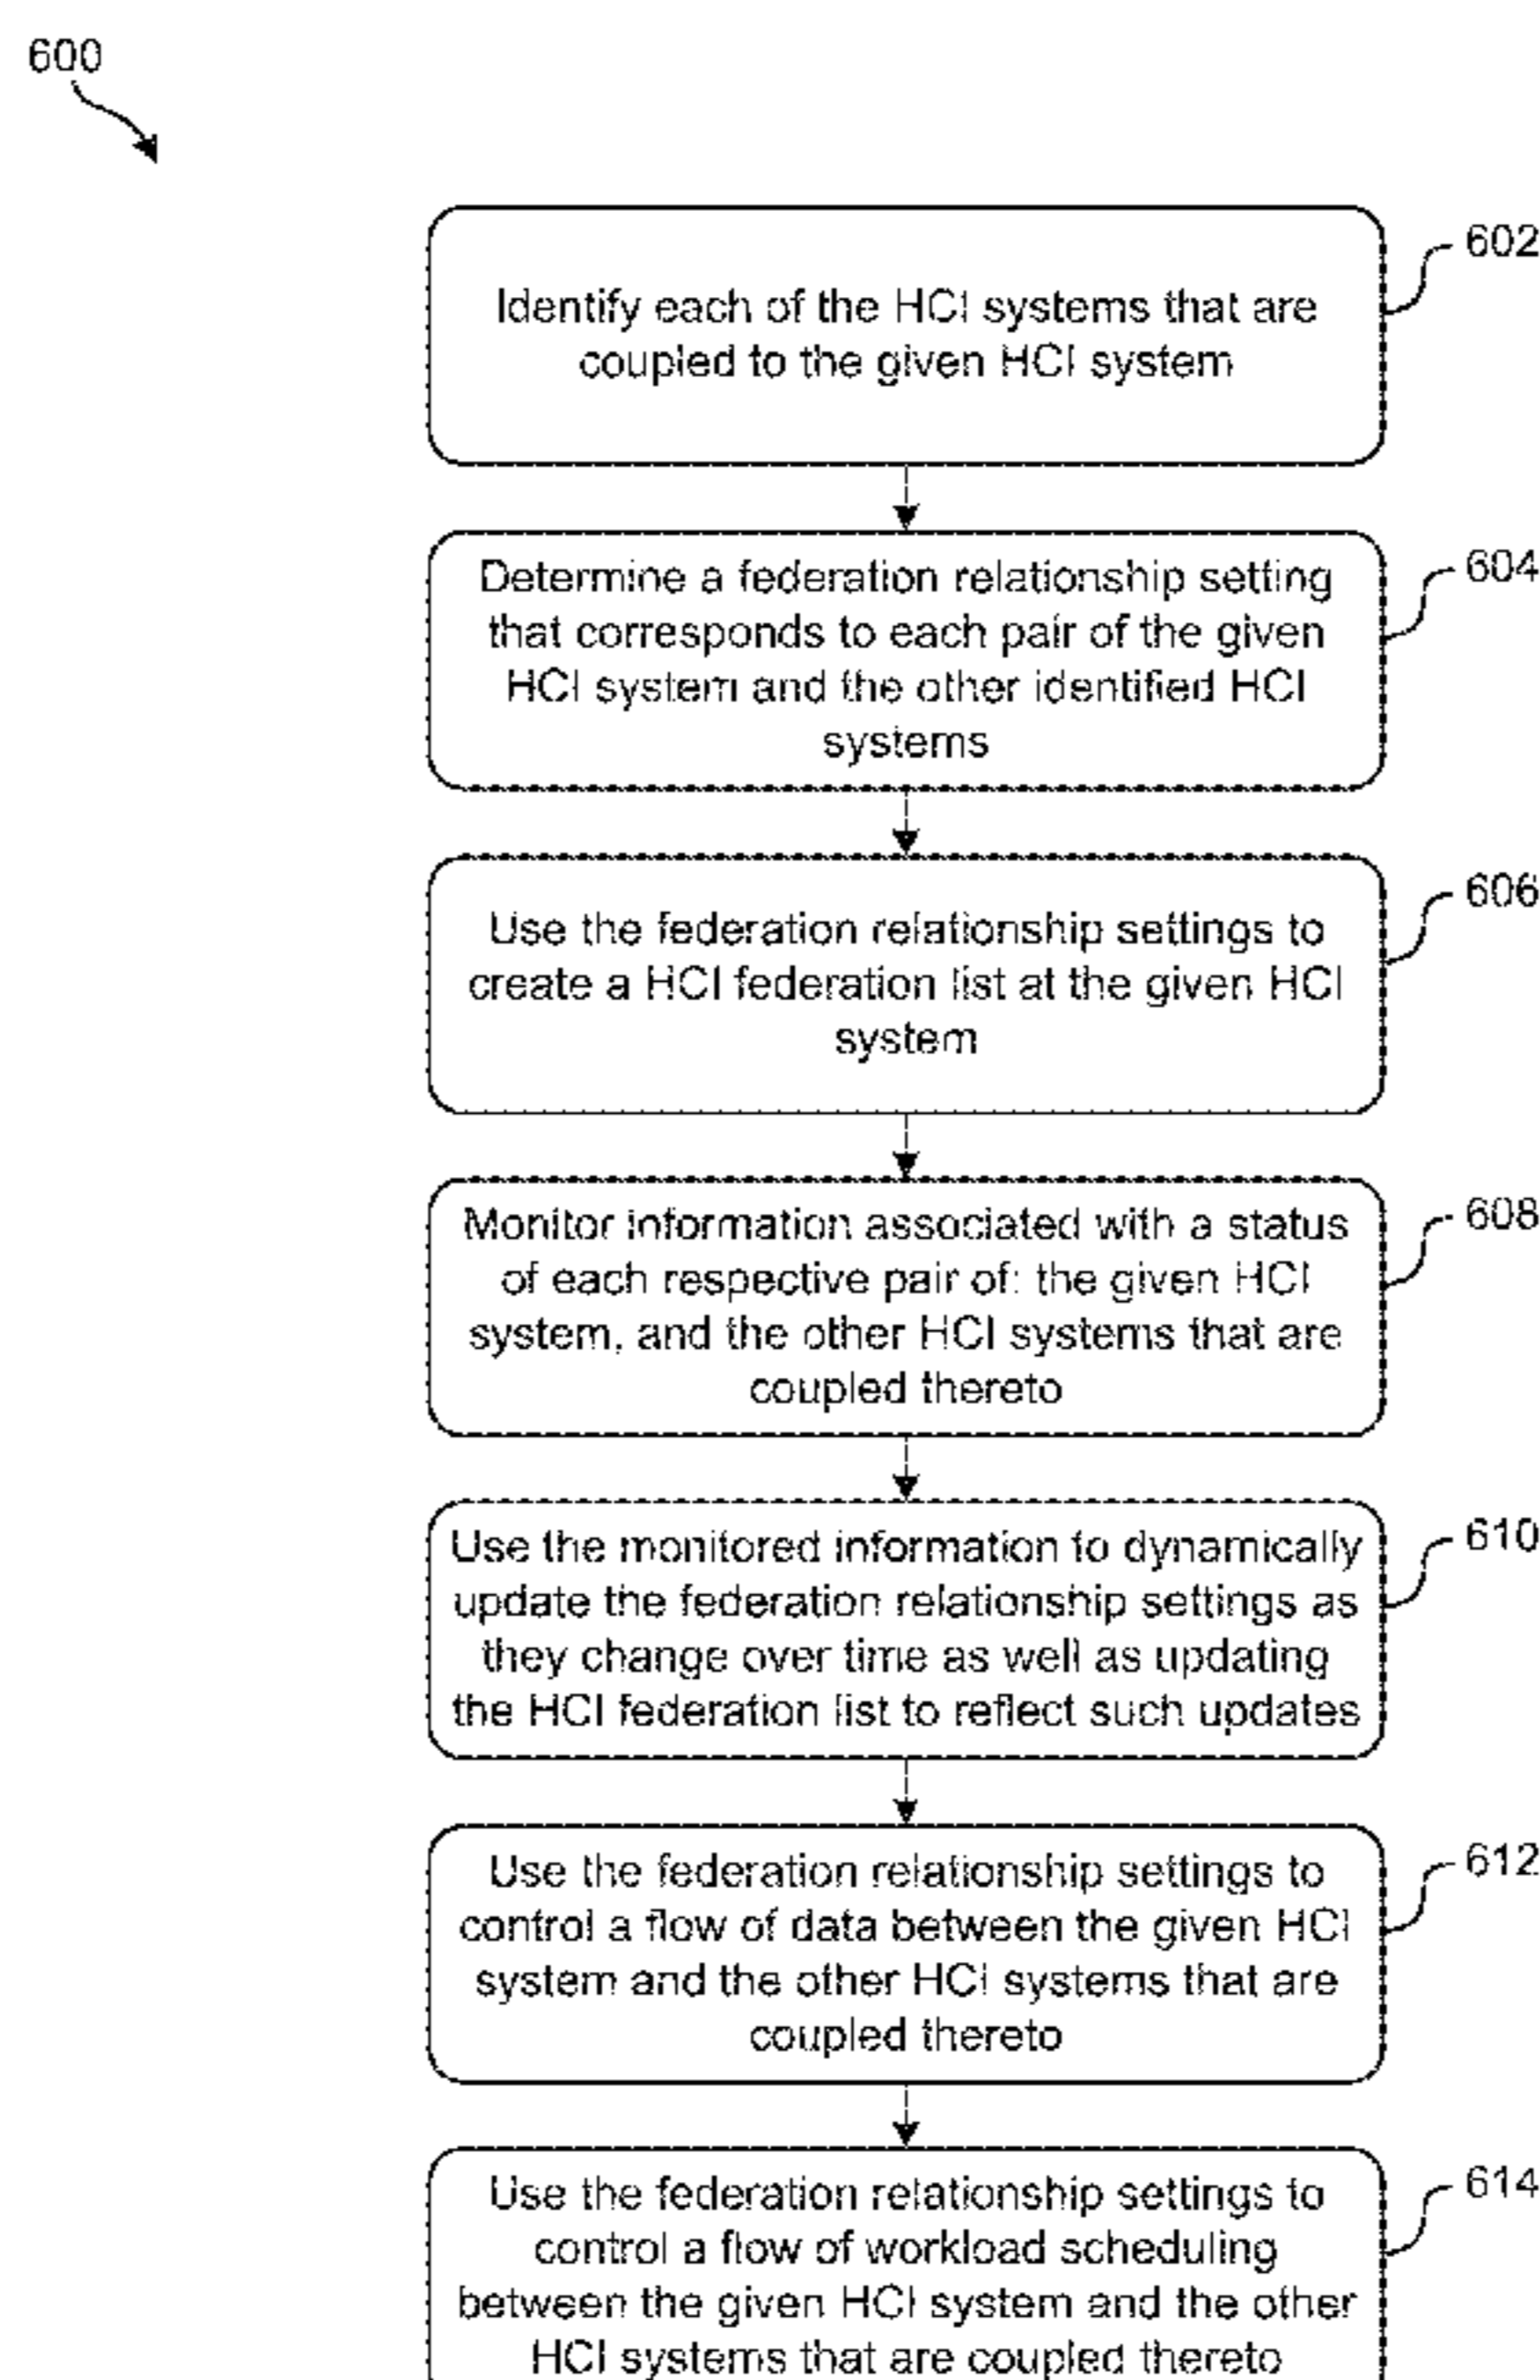 600
602
Identify each of the HCI systems that are
coupled to the given HCI system
604
Determine a federation relationship setting
that corresponds to each pair of the given
HCI system and the other identified HCI
systems
606
Use the federation relationship settings to
create a HCI federation list at the given HCI
system
608
Monitor information associated with a status
of each respective pair of: the given HCI
system, and the other HCI systems that are
coupled thereto
610
Use the monitored information to dynamically
update the federation relationship settings as
they change over time as well as updating
the HCI federation list to reflect such updates
612
Use the federation relationship settings to
control a flow of data between the given HCI
system and the other HCI systems that are
coupled thereto
614
Use the federation relationship settings to
control a flow of workload scheduling
between the given HCI system and the other
HCI systems that are coupled thereto